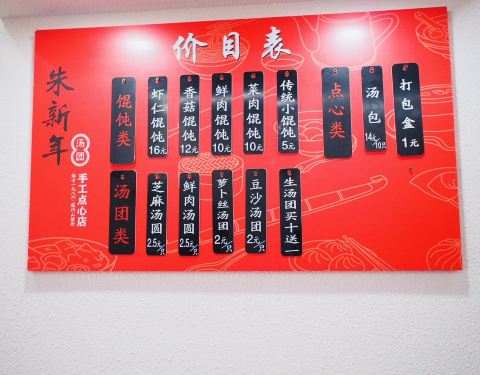 价目表
朱新年
汤团
手工点心店
馄饨类
虾仁馄饨
16元
香菇馄饨
12元
鲜肉馄饨
10元
菜肉馄饨
10元
传统小馄饨
5元
点心类
汤包
14元/10只
打包盒
1元
汤团类
芝麻汤圆
2.5元/只
鲜肉汤圆
2.5元/只
萝卜丝汤团
2元/只
豆沙汤团
2元/只
生汤团买十送一